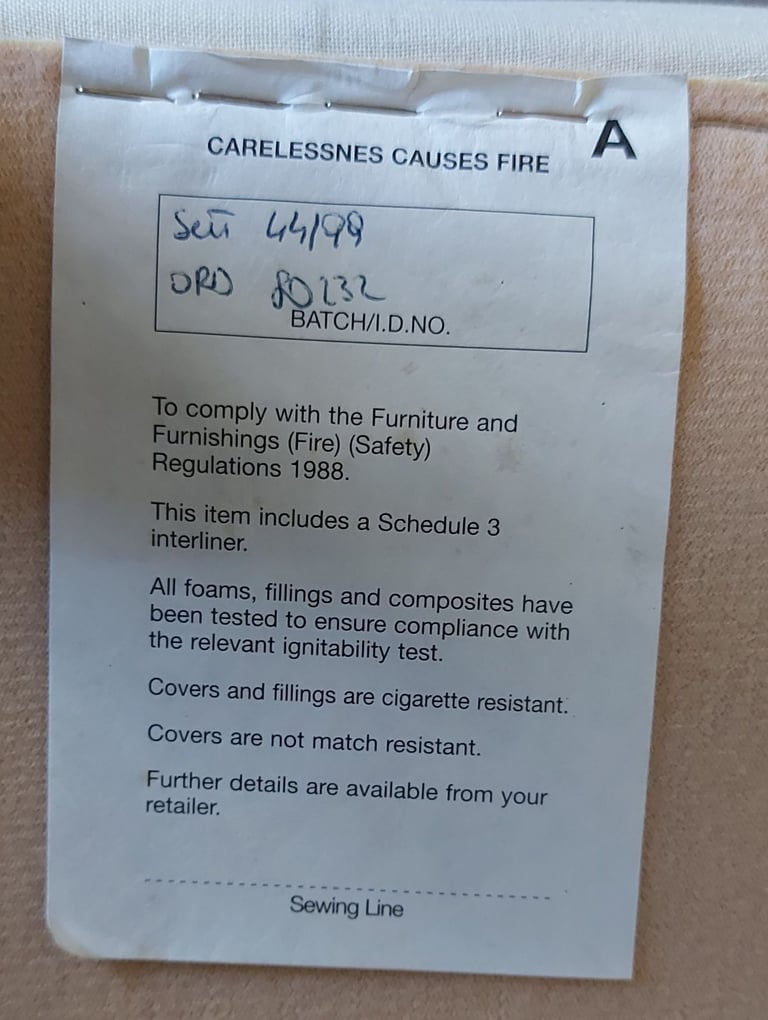 A
CARELESSNES CAUSES FIRE
44/99
ORD 80232
BATCH/I.D.NO.
To comply with the Furniture and
Furnishings (Fire) (Safety)
Regulations 1988.
This item includes a Schedule 3
interliner.
All foams, fillings and composites have
been tested to ensure compliance with
the relevant ignitability test.
Covers and fillings are cigarette resistant.
Covers are not match resistant.
Further details are available from your
retailer.
Sewing Line